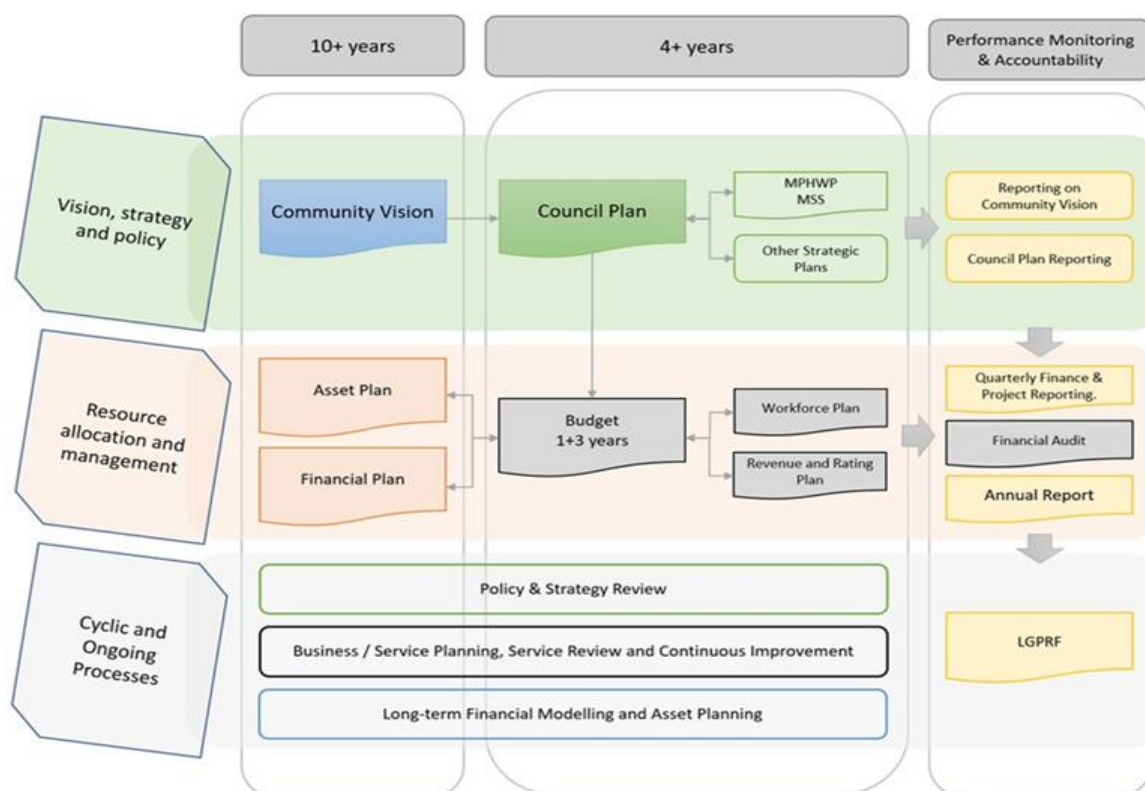 10+ years
4+ years
Performance Monitoring
& Accountability
Vision, strategy
and policy
Community Vision
Council Plan
MPHWP
MSS
Other Strategic
Plans
Reporting on
Community Vision
Council Plan Reporting
Resource
allocation and
management
Asset Plan
Financial Plan
Budget
1+3 years
Workforce Plan
Revenue and Rating
Plan
Quarterly Finance &
Project Reporting.
Financial Audit
Annual Report
Cyclic and
Ongoing
Processes
Policy & Strategy Review
Business / Service Planning, Service Review and Continuous Improvement
Long-term Financial Modelling and Asset Planning
LGPRF